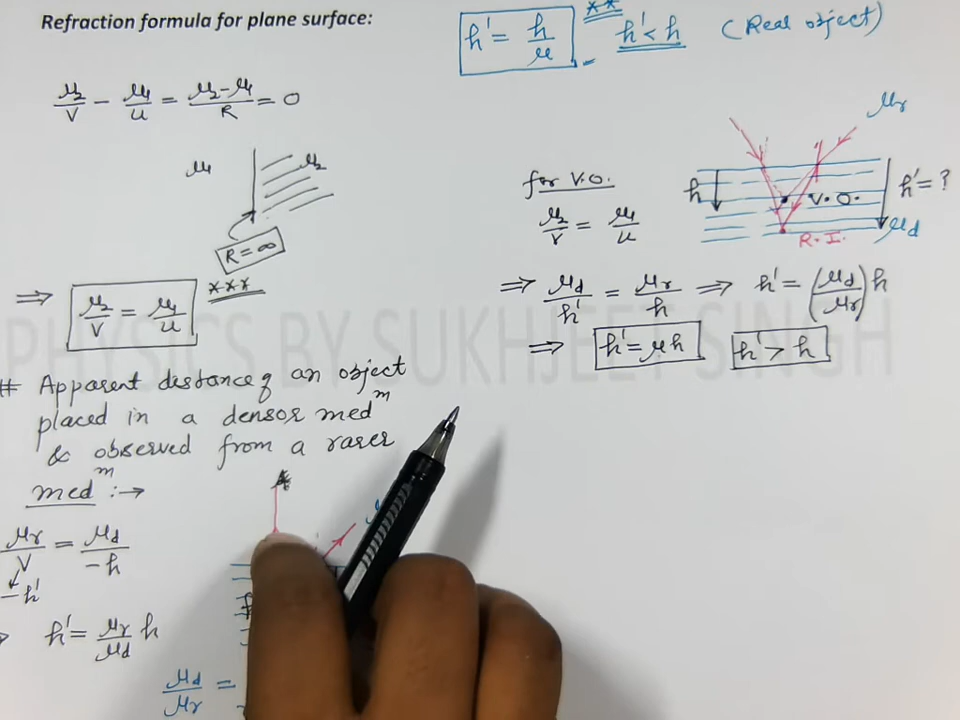 Refraction formula for plane surface:
μ₂/V − μ₁/u = μ₂−μ₁/R = 0
μ₁ μ₂
R = ∞
⇒ μ₂/V = μ₁/u ***
# Apparent distance of an object
placed in a densor medᵐ
& observed from a rarer
medᵐ :→
μr/V = μd/−h
−h'
h' = μr/μd h
μd/μr =
h' = h/μ ** h' < h (Real object)
μr
for V.O.
h V.O. h' = ?
μ₂/V = μ₁/u
R.I. μd
⇒ μd/h' = μr/h ⇒ h' = (μd/μr) h
⇒ h' = μh h' > h
PHYSICS BY SUKHJEET SINGH